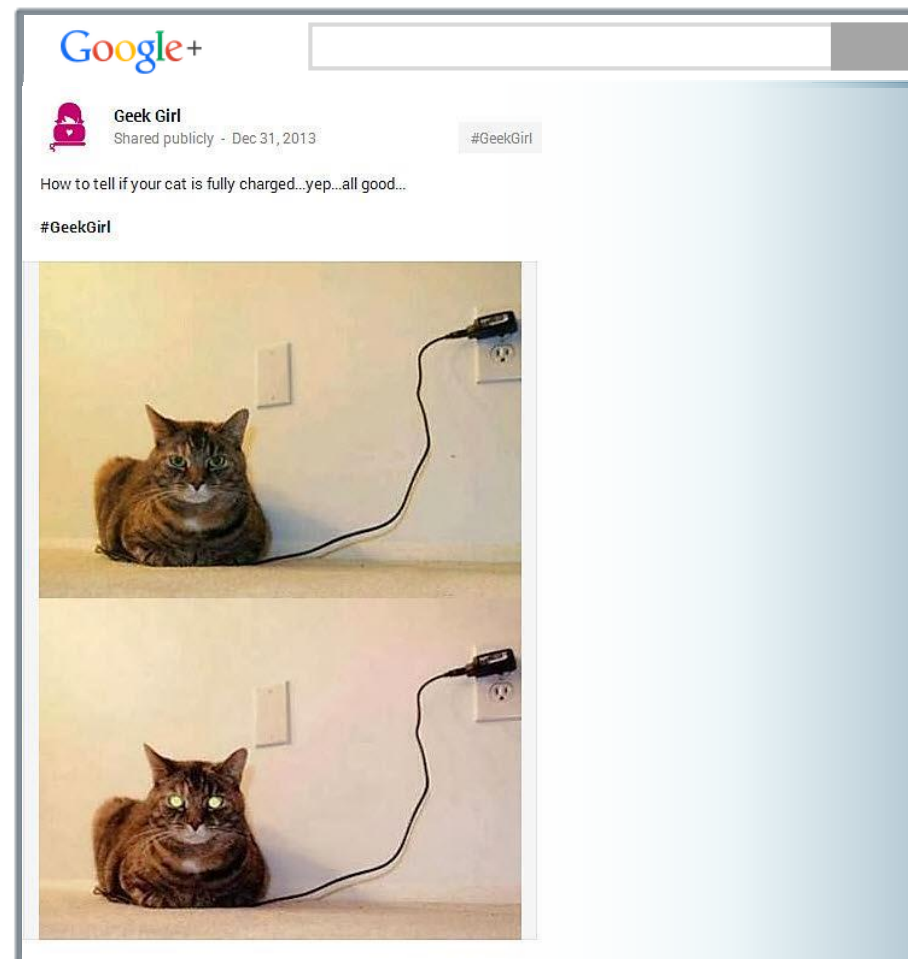 Google+
Geek Girl
Shared publicly - Dec 31, 2013
#GeekGirl
How to tell if your cat is fully charged...yep...all good...
#GeekGirl